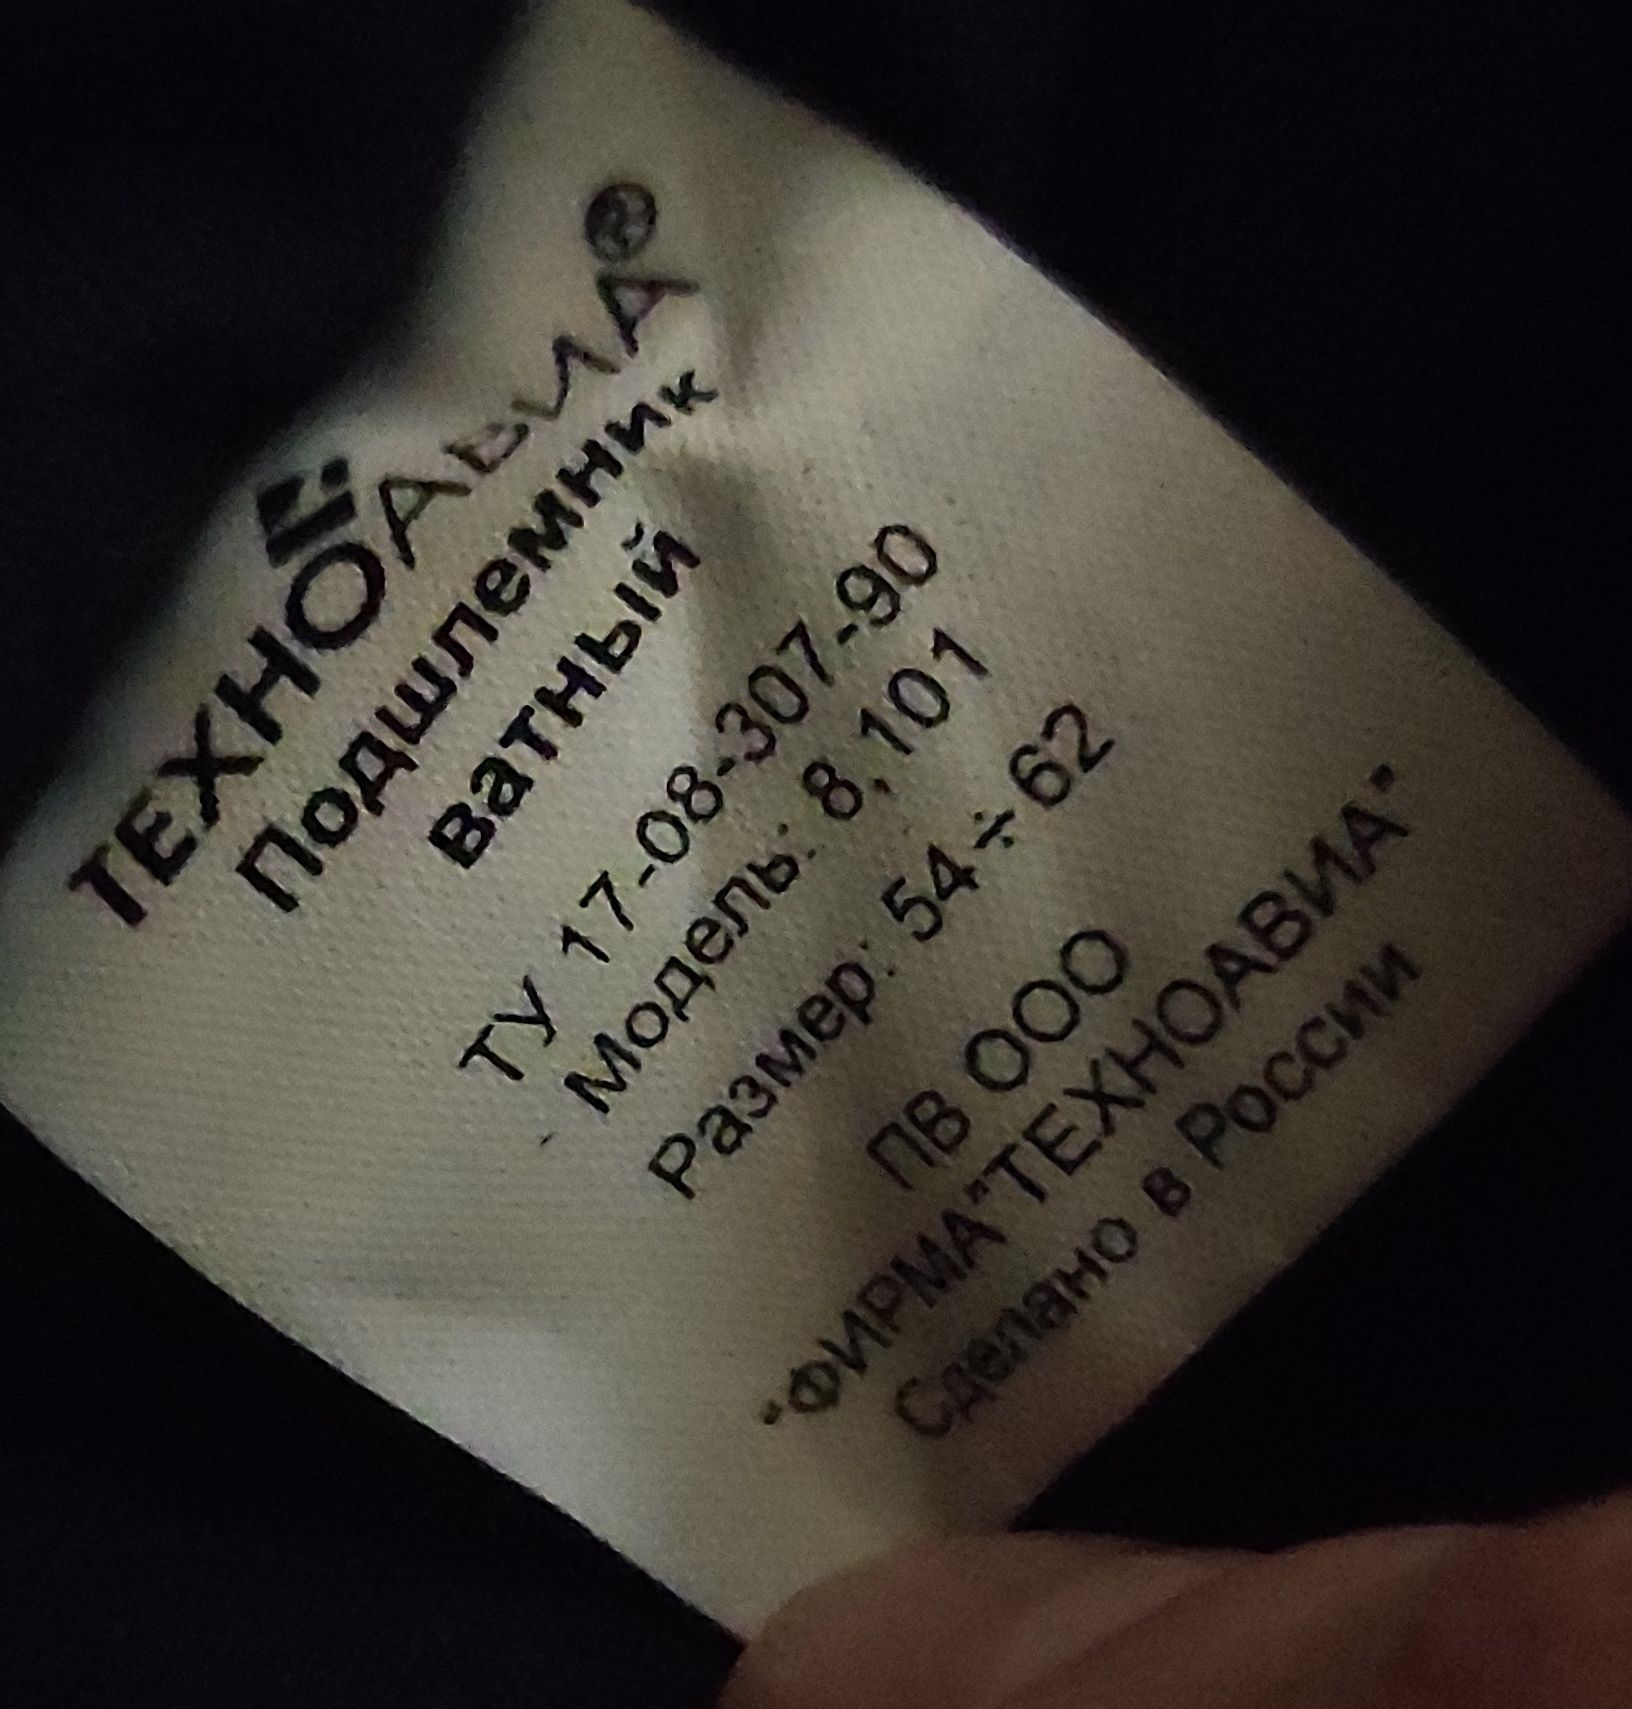 ТЕХНОАВИА®
Подшлемник
ватный
ТУ 17-08-307-90
Модель: 8, 101
Размер: 54÷62
ПВ ООО
"ФИРМА"ТЕХНОАВИА"
Сделано в России